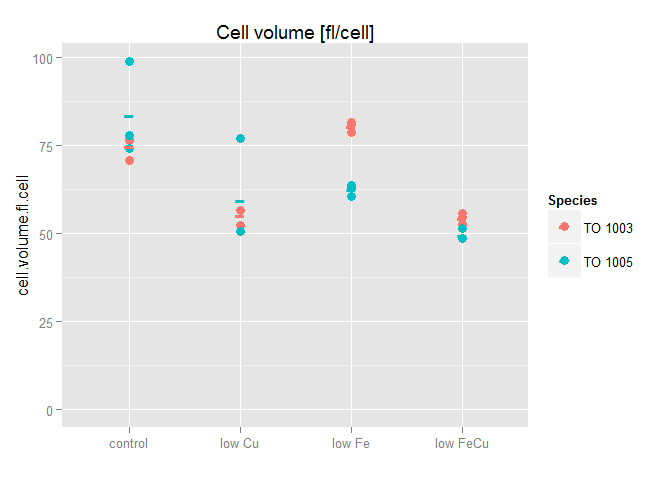 Cell volume [fl/cell]
cell.volume.fl.cell
100
75
50
25
0
control
low Cu
low Fe
low FeCu
Species
TO 1003
TO 1005